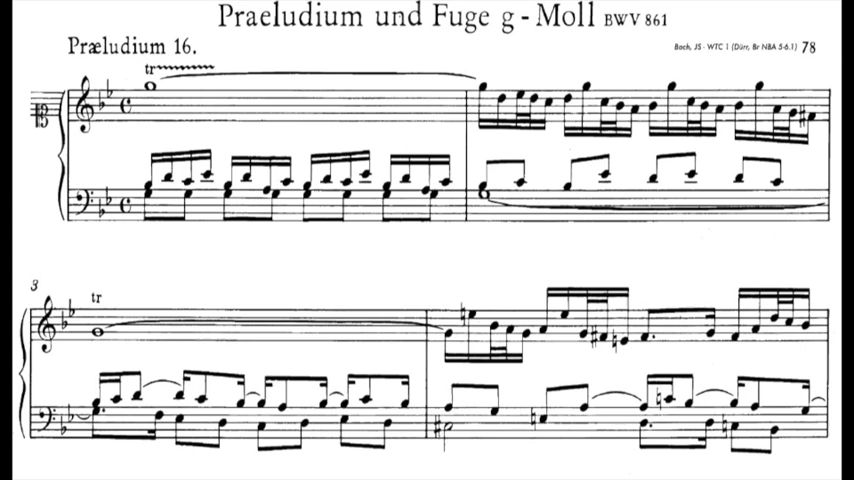 Praeludium und Fuge g - Moll BWV 861
Præludium 16.
Bach, JS - WTC 1 (Dürr, Br NBA 5-6.1) 78
tr
3
tr